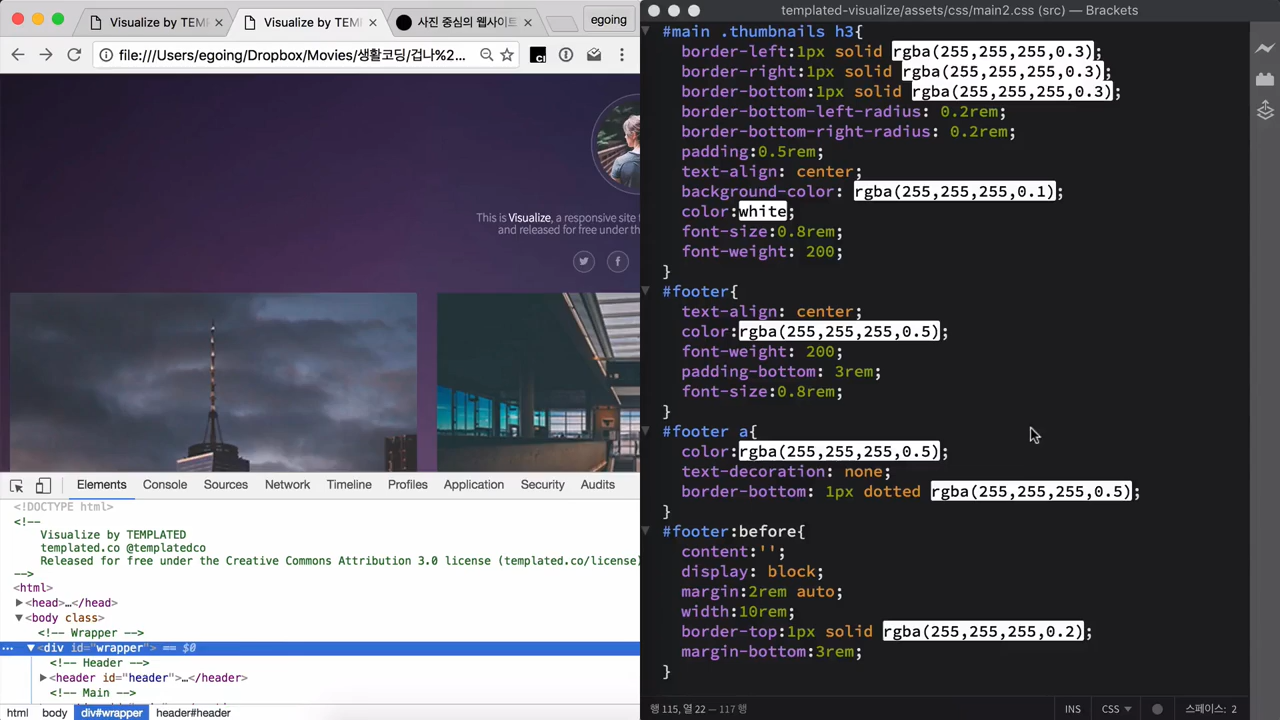 Visualize by TEM
Visualize by TEM
사진 중심의 웹사이트
egoing
file:///Users/egoing/Dropbox/Movies/생활코딩/겁나%2...
This is Visualize, a responsive site t
and released for free under th
Elements Console Sources Network Timeline Profiles Application Security Audits
<!DOCTYPE html>
<!--
Visualize by TEMPLATED
templated.co @templatedco
Released for free under the Creative Commons Attribution 3.0 license (templated.co/license)
-->
<html>
<head>…</head>
<body class>
<!-- Wrapper -->
<div id="wrapper"> == $0
<!-- Header -->
<header id="header">…</header>
<!-- Main -->
html body div#wrapper header#header
templated-visualize/assets/css/main2.css (src) — Brackets
#main .thumbnails h3{
border-left:1px solid rgba(255,255,255,0.3);
border-right:1px solid rgba(255,255,255,0.3);
border-bottom:1px solid rgba(255,255,255,0.3);
border-bottom-left-radius: 0.2rem;
border-bottom-right-radius: 0.2rem;
padding:0.5rem;
text-align: center;
background-color: rgba(255,255,255,0.1);
color:white;
font-size:0.8rem;
font-weight: 200;
}
#footer{
text-align: center;
color:rgba(255,255,255,0.5);
font-weight: 200;
padding-bottom: 3rem;
font-size:0.8rem;
}
#footer a{
color:rgba(255,255,255,0.5);
text-decoration: none;
border-bottom: 1px dotted rgba(255,255,255,0.5);
}
#footer:before{
content:'';
display: block;
margin:2rem auto;
width:10rem;
border-top:1px solid rgba(255,255,255,0.2);
margin-bottom:3rem;
}
행 115, 열 22 — 117 행
INS CSS 스페이스: 2